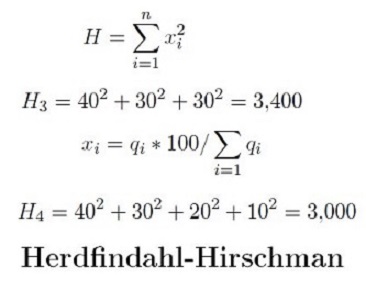 H = \sum_{i=1}^{n} x_i^2
H_3 = 40^2 + 30^2 + 30^2 = 3,400
x_i = q_i * 100 / \sum_{i=1} q_i
H_4 = 40^2 + 30^2 + 20^2 + 10^2 = 3,000
Herdfindahl-Hirschman